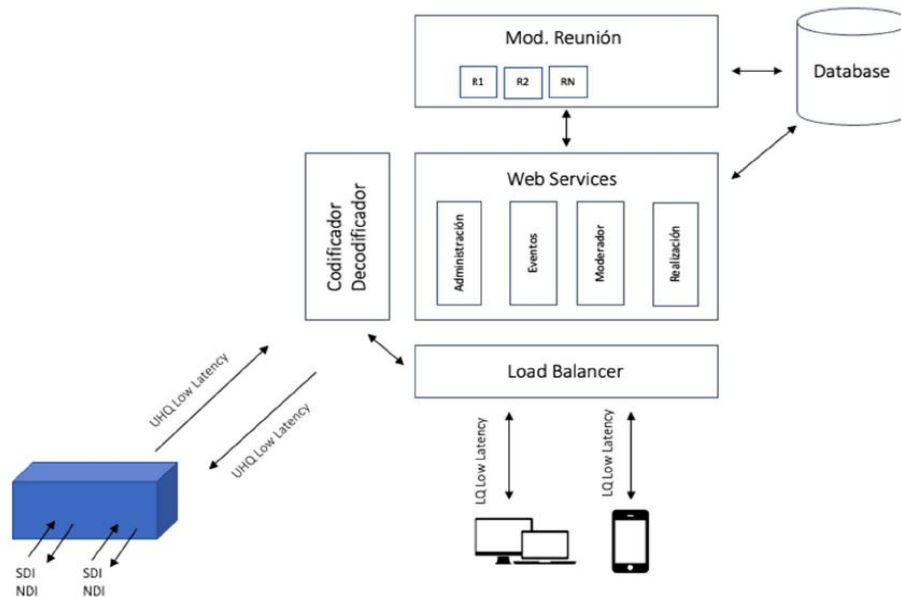 Mod. Reunión
R1
R2
RN
Database
Web Services
Administración
Eventos
Moderador
Realización
Codificador
Decodificador
Load Balancer
UHQ Low Latency
UHQ Low Latency
LQ Low Latency
LQ Low Latency
SDI
NDI
SDI
NDI